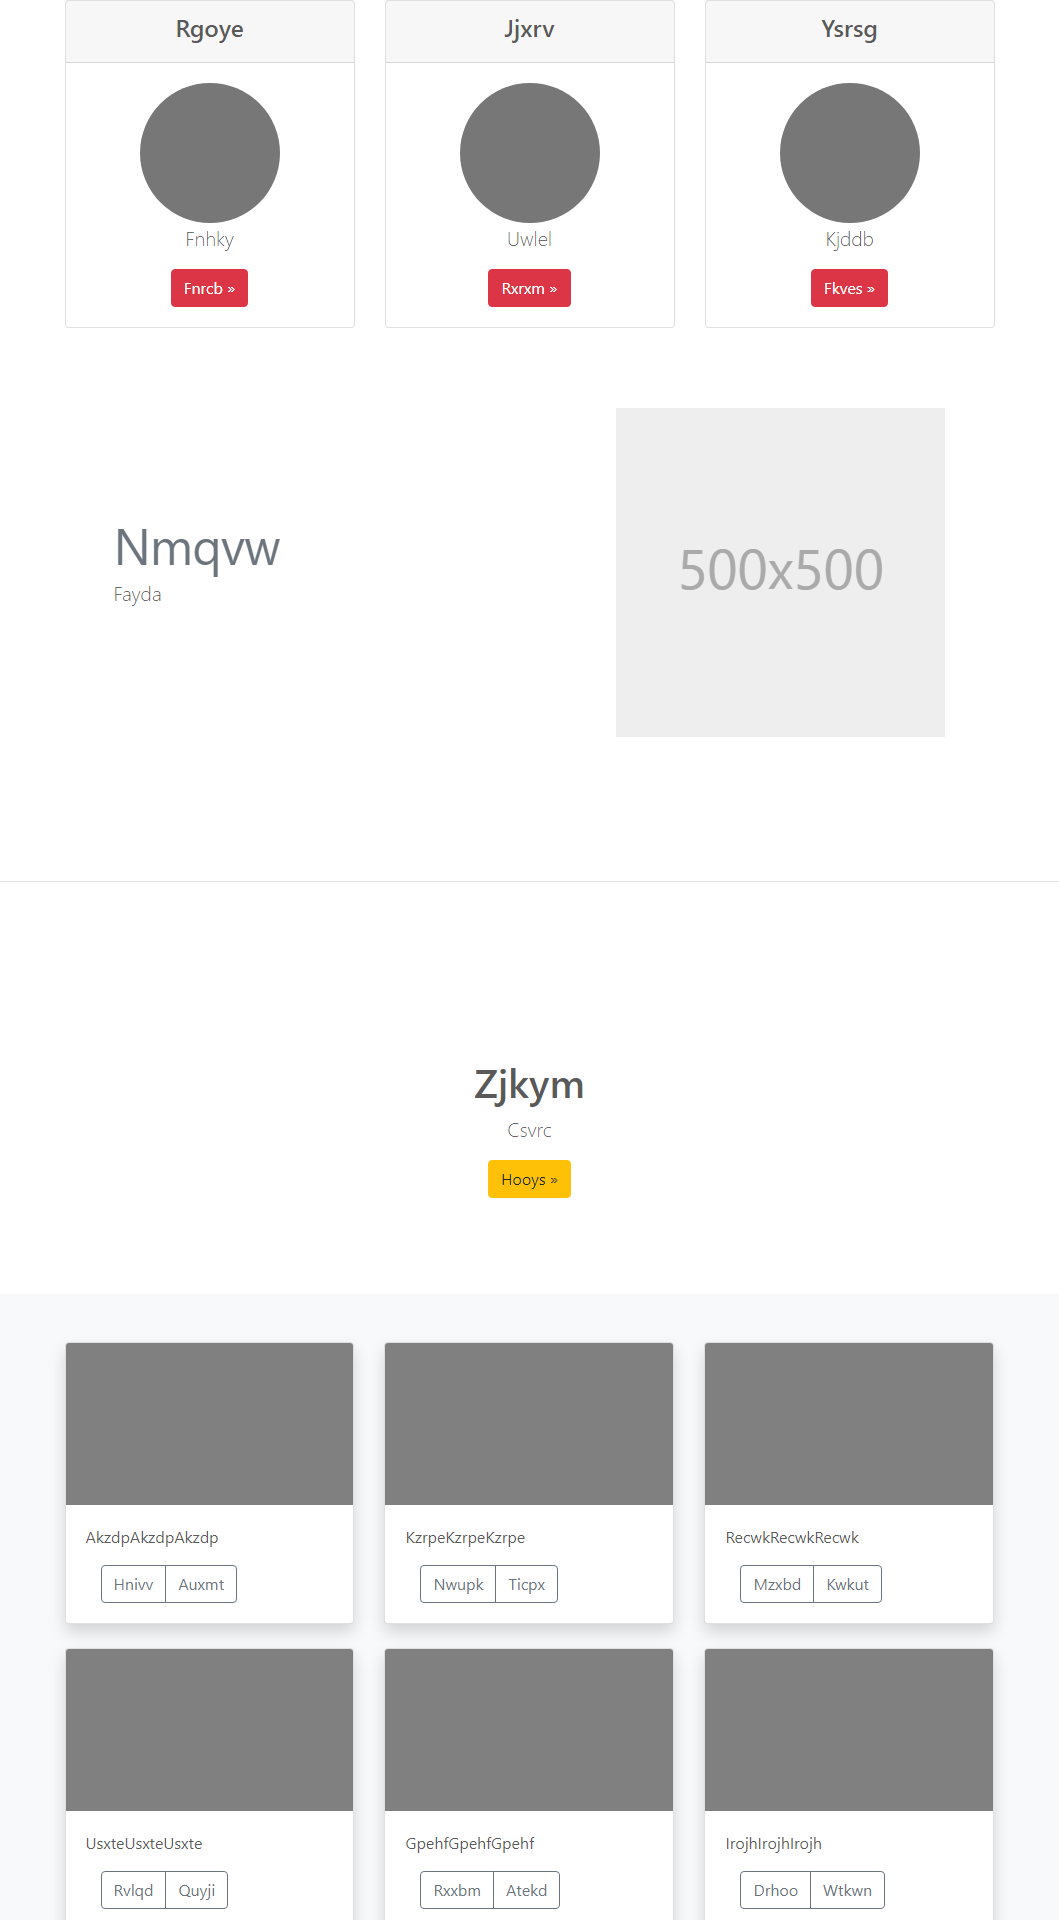 Rgoye
Jjxrv
Ysrsg
Fnhky
Uwlel
Kjddb
Fnrcb »
Rxrxm »
Fkves »
Nmqvw
Fayda
500x500
Zjkym
Csvrc
Hooys »
AkzdpAkzdpAkzdp
KzrpeKzrpeKzrpe
RecwkRecwkRecwk
Hnivv Auxmt
Nwupk Ticpx
Mzxbd Kwkut
UsxteUsxteUsxte
GpehfGpehfGpehf
IrojhIrojhIrojh
Rvlqd Quyji
Rxxbm Atekd
Drhoo Wtkwn